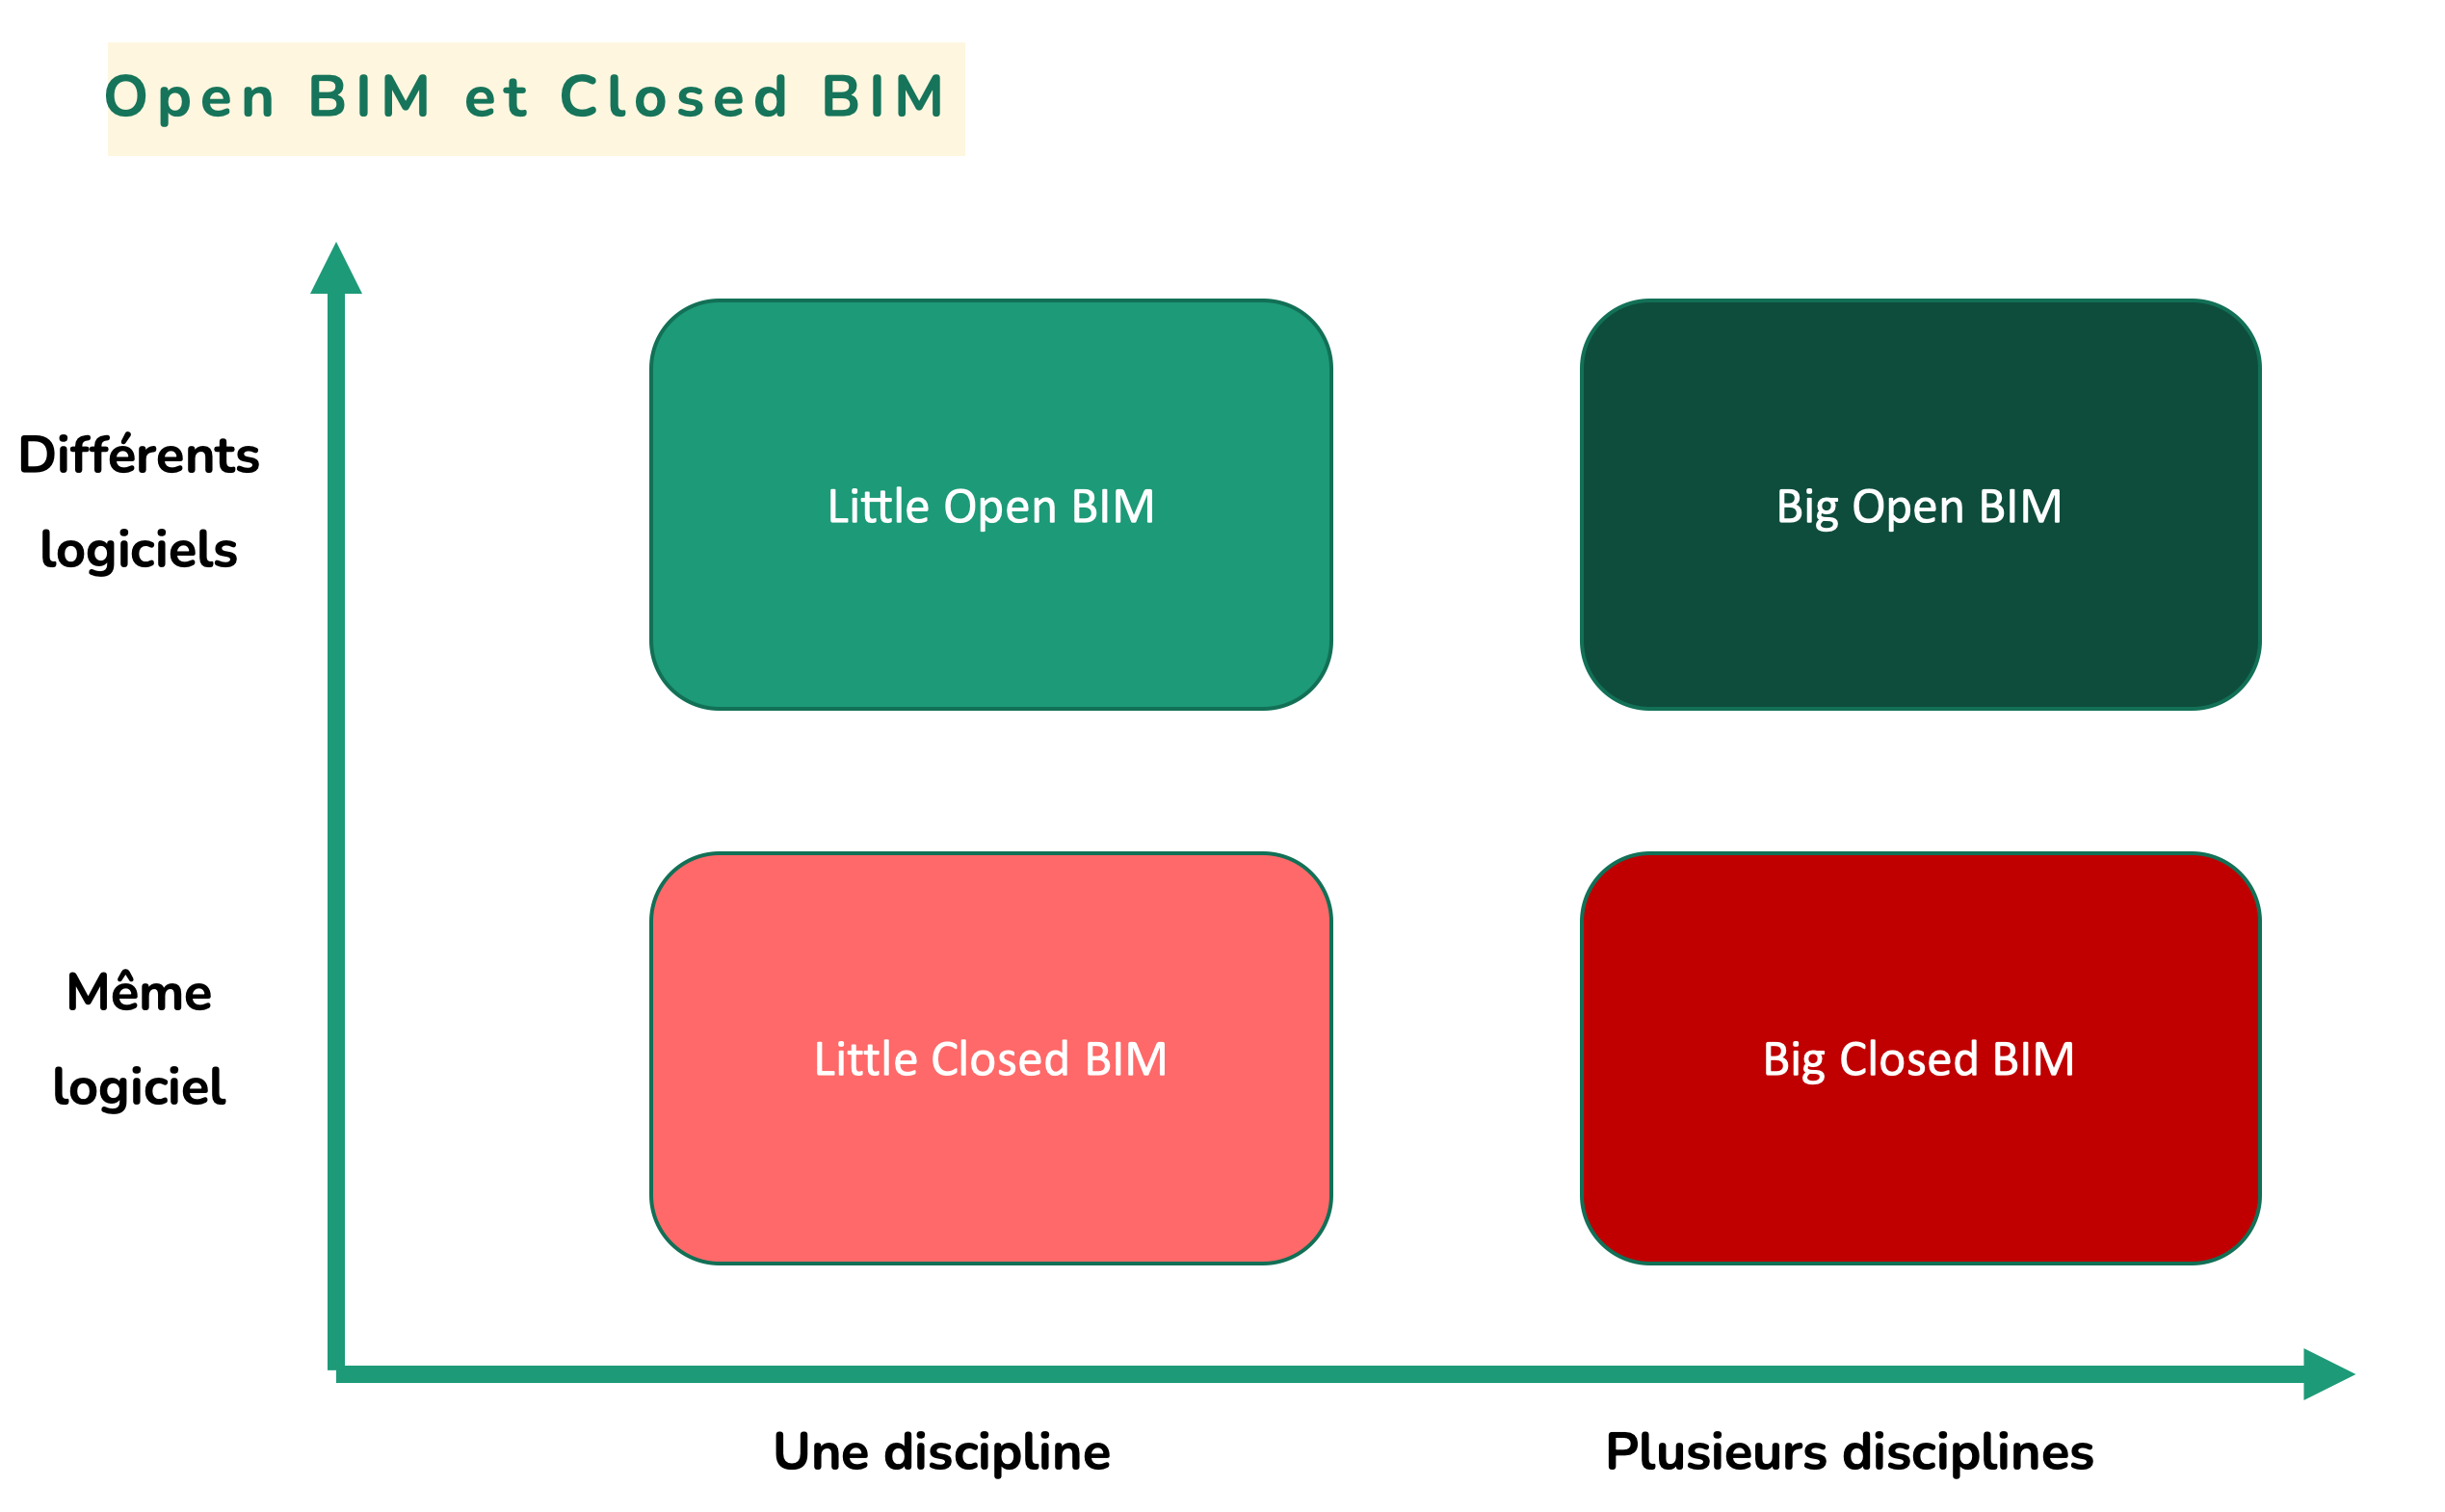 Open BIM et Closed BIM
Différents
logiciels
Little Open BIM
Big Open BIM
Même
logiciel
Little Closed BIM
Big Closed BIM
Une discipline
Plusieurs disciplines